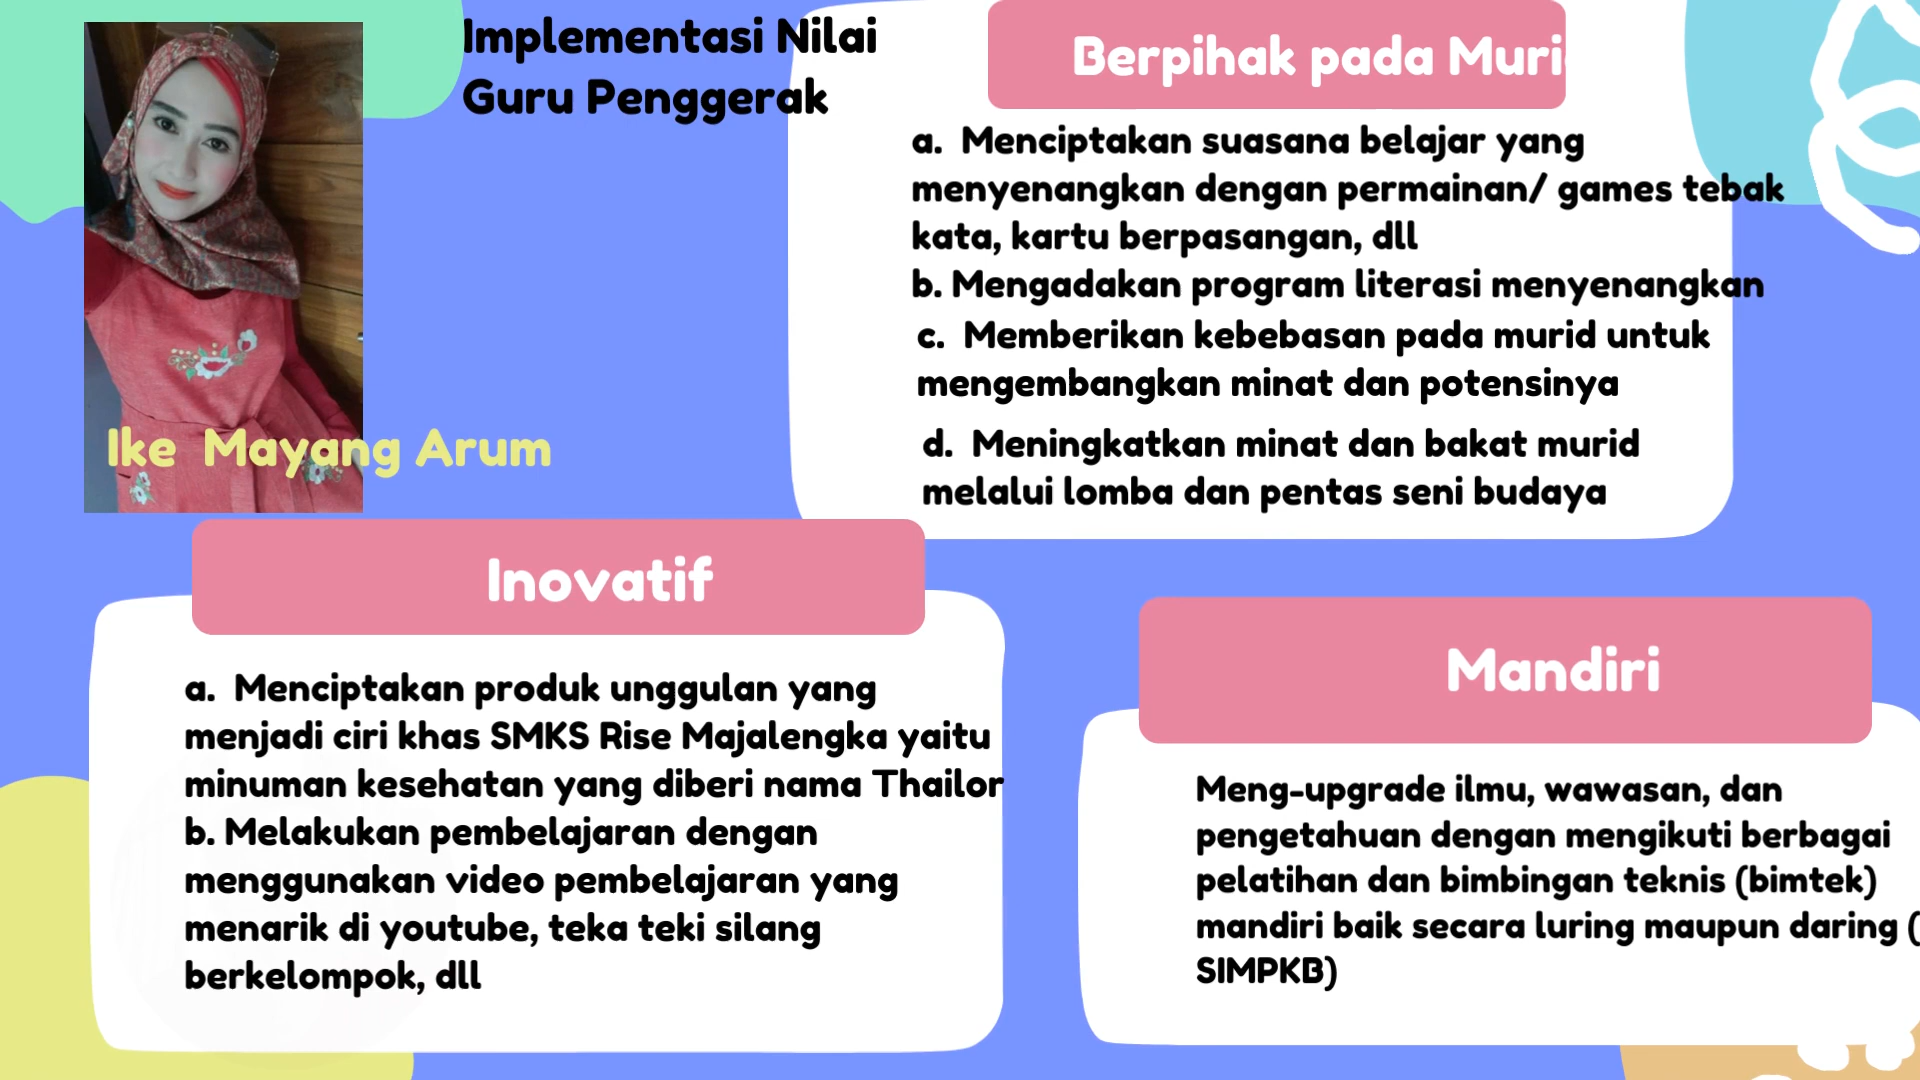 Implementasi Nilai
Guru Penggerak
Ike Mayang Arum
Berpihak pada Muri
a. Menciptakan suasana belajar yang
menyenangkan dengan permainan/ games tebak
kata, kartu berpasangan, dll
b. Mengadakan program literasi menyenangkan
c. Memberikan kebebasan pada murid untuk
mengembangkan minat dan potensinya
d. Meningkatkan minat dan bakat murid
melalui lomba dan pentas seni budaya
Inovatif
a. Menciptakan produk unggulan yang
menjadi ciri khas SMKS Rise Majalengka yaitu
minuman kesehatan yang diberi nama Thailor
b. Melakukan pembelajaran dengan
menggunakan video pembelajaran yang
menarik di youtube, teka teki silang
berkelompok, dll
Mandiri
Meng-upgrade ilmu, wawasan, dan
pengetahuan dengan mengikuti berbagai
pelatihan dan bimbingan teknis (bimtek)
mandiri baik secara luring maupun daring (
SIMPKB)